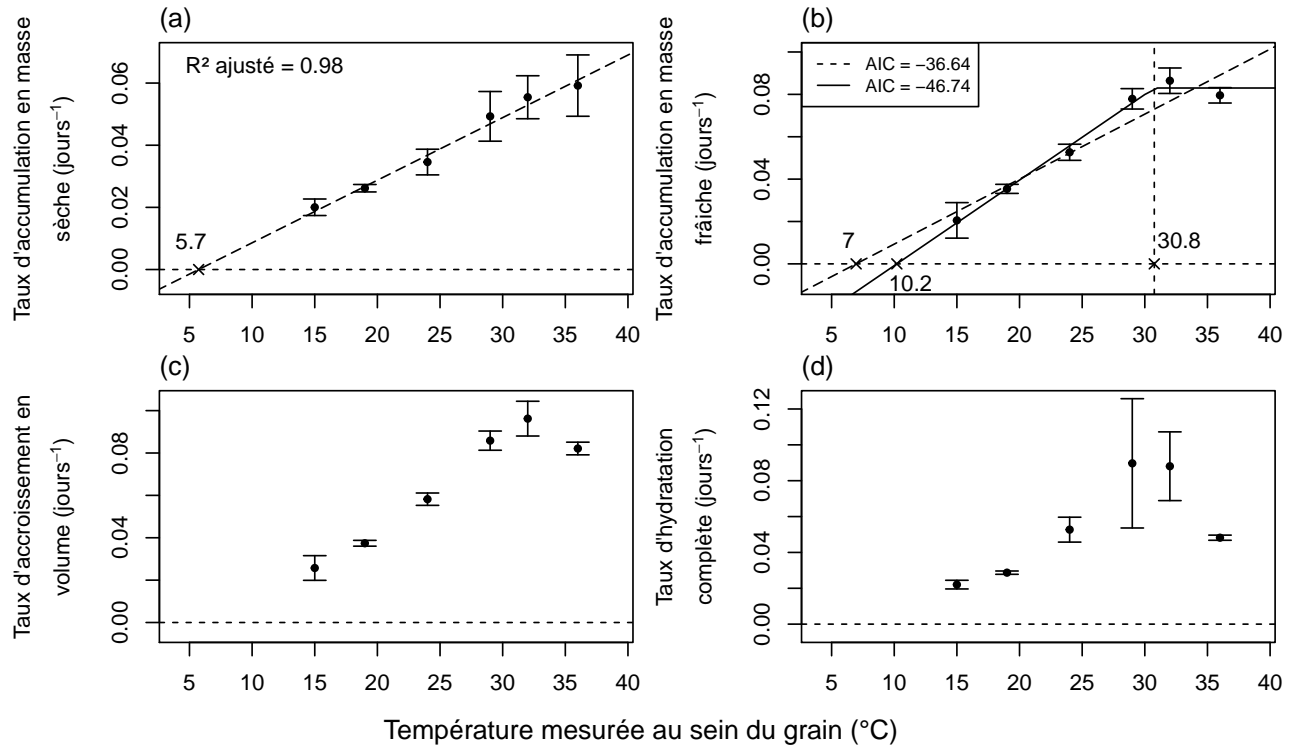 (a)
Taux d'accumulation en masse
sèche (jours⁻¹)
R² ajusté = 0.98
5.7
0.00 0.02 0.04 0.06
5 10 15 20 25 30 35 40
(b)
Taux d'accumulation en masse
frâiche (jours⁻¹)
AIC = −36.64
AIC = −46.74
7
10.2
30.8
0.00 0.04 0.08
5 10 15 20 25 30 35 40
(c)
Taux d'accroissement en
volume (jours⁻¹)
0.00 0.04 0.08
5 10 15 20 25 30 35 40
(d)
Taux d'hydratation
complète (jours⁻¹)
0.00 0.04 0.08 0.12
5 10 15 20 25 30 35 40
Température mesurée au sein du grain (°C)